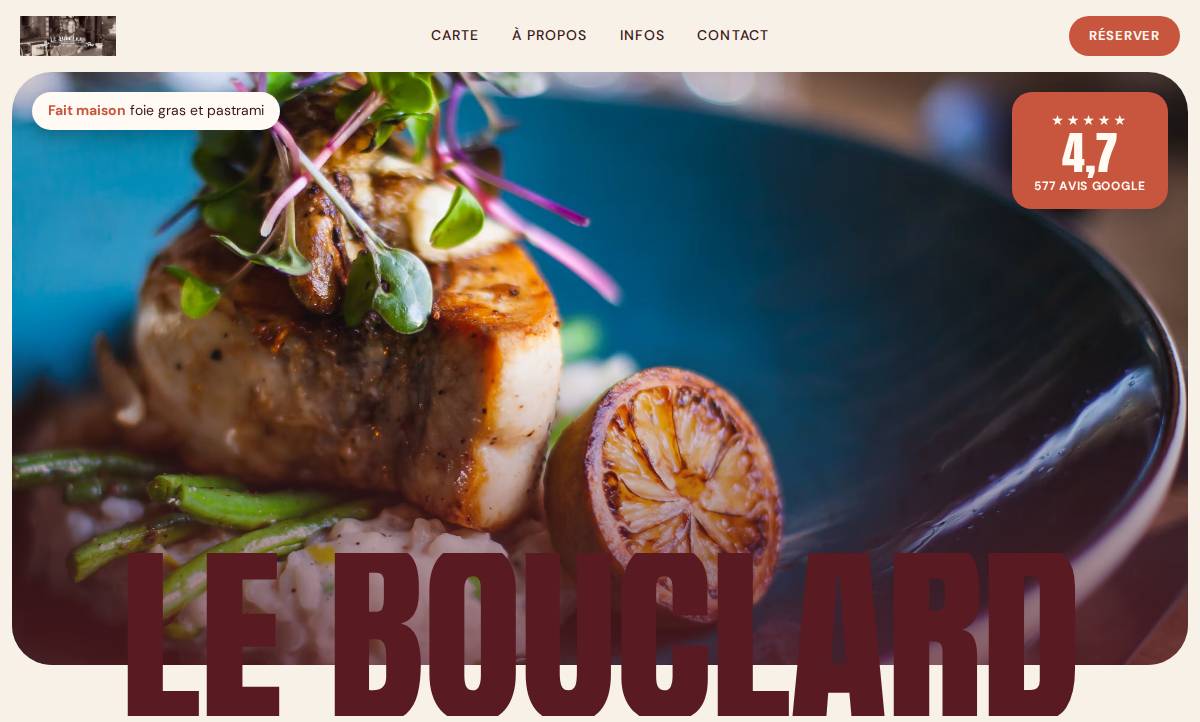 CARTE
À PROPOS
INFOS
CONTACT
RÉSERVER
Fait maison foie gras et pastrami
★★★★★
4,7
577 AVIS GOOGLE
LE BOUCLARD